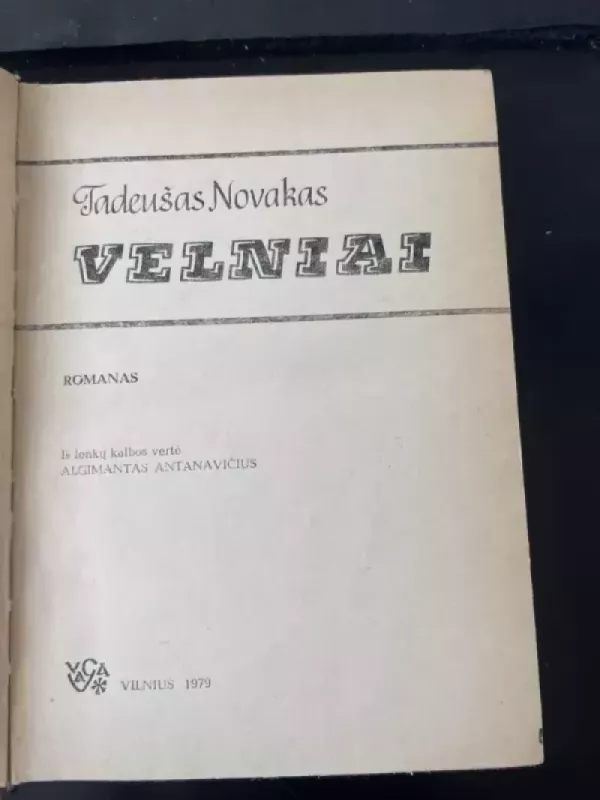 Tadeušas Novakas
VELNIAI
ROMANAS
Iš lenkų kalbos vertė
ALGIMANTAS ANTANAVIČIUS
VAGA
VILNIUS 1979